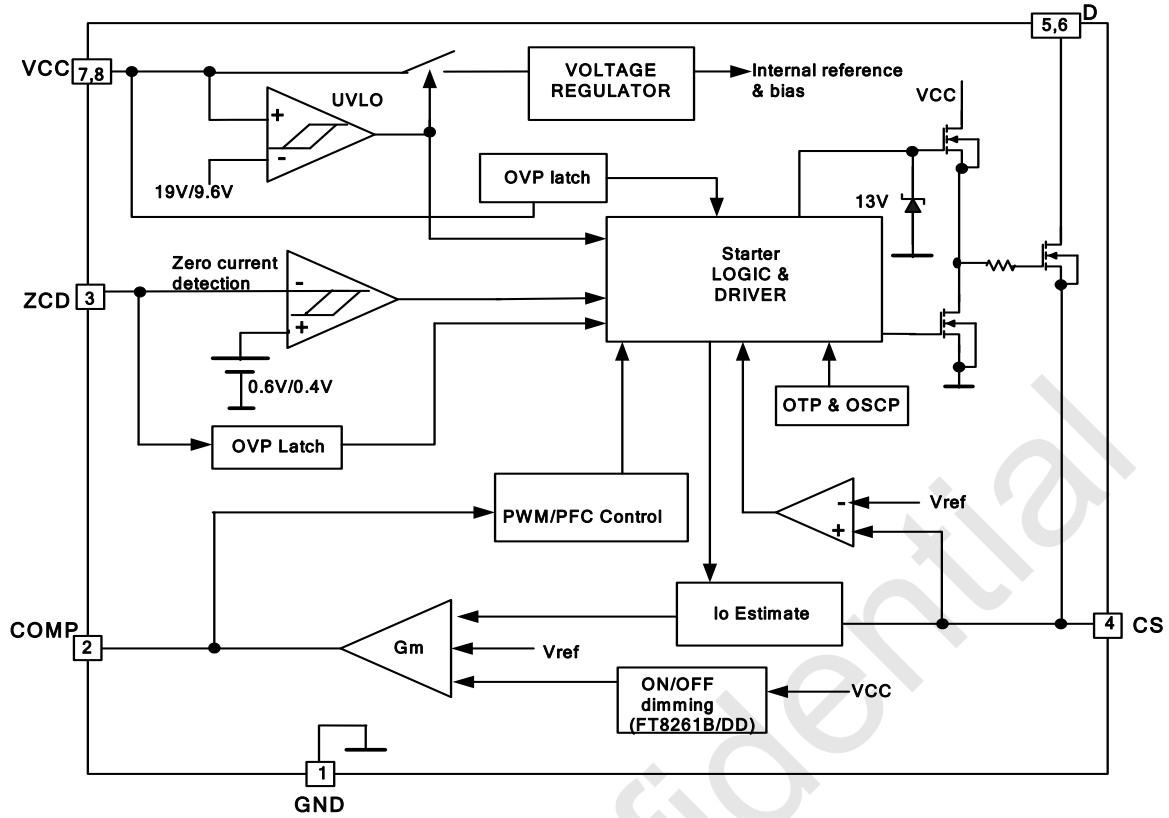 D
5,6
VCC
7,8
VOLTAGE
REGULATOR
Internal reference
& bias
UVLO
+
-
19V/9.6V
VCC
OVP latch
13V
Starter
LOGIC &
DRIVER
Zero current
detection
ZCD
3
-
+
0.6V/0.4V
OTP & OSCP
OVP Latch
PWM/PFC Control
-
+
Vref
Io Estimate
COMP
2
Gm
Vref
4
CS
ON/OFF
dimming
(FT8261B/DD)
VCC
1
GND
fidential